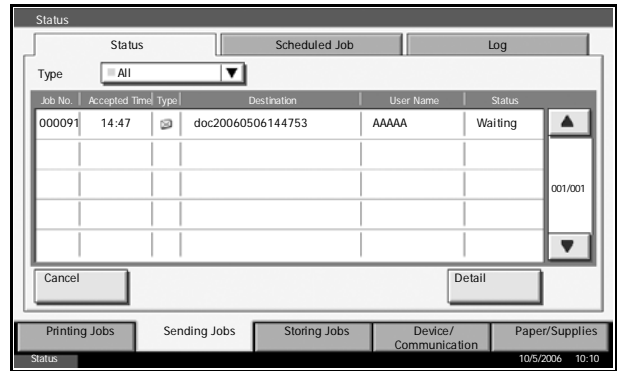 Status
Status Scheduled Job Log
Type All
Job No. Accepted Time Type Destination User Name Status
000091 14:47 doc20060506144753 AAAAA Waiting
001/001
Cancel Detail
Printing Jobs Sending Jobs Storing Jobs Device/ Communication Paper/Supplies
Status 10/5/2006 10:10